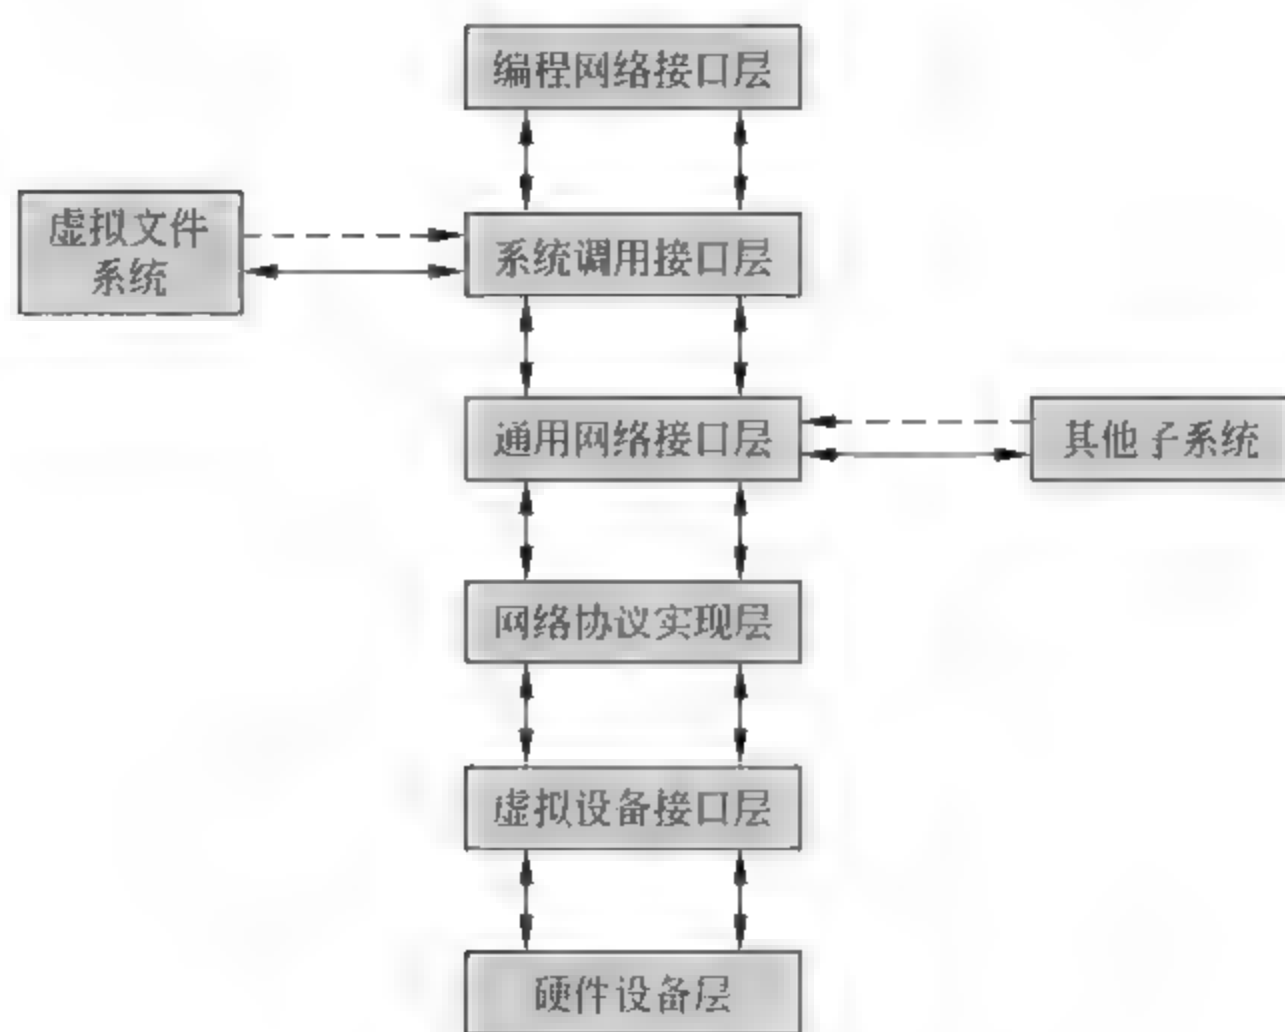 编程网络接口层
虚拟文件
系统
系统调用接口层
通用网络接口层
其他子系统
网络协议实现层
虚拟设备接口层
硬件设备层